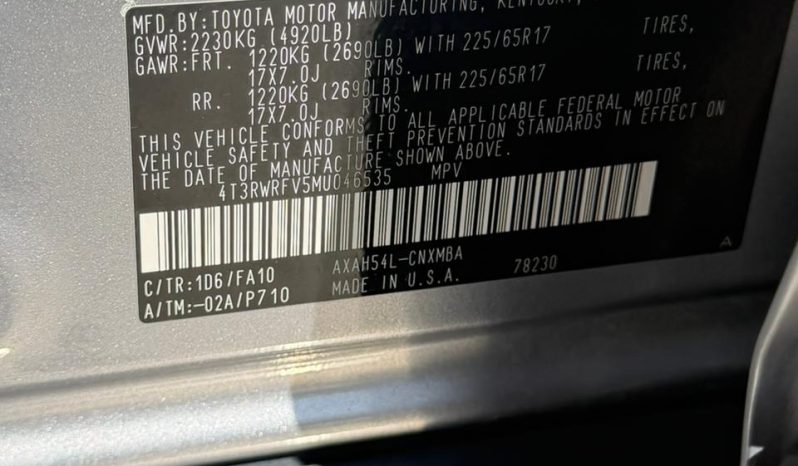 MFD.BY:TOYOTA MOTOR MANUFACTURING, KENTUCKY,
GVWR:2230KG (4920LB)
GAWR:FRT. 1220KG (2690LB) WITH 225/65R17 TIRES,
17X7.0J RIMS.
RR. 1220KG (2690LB) WITH 225/65R17 TIRES,
17X7.0J RIMS.
THIS VEHICLE CONFORMS TO ALL APPLICABLE FEDERAL MOTOR
VEHICLE SAFETY AND THEFT PREVENTION STANDARDS IN EFFECT ON
THE DATE OF MANUFACTURE SHOWN ABOVE.
4T3RWRFV5MU046535 MPV
C/TR:1D6/FA10 AXAH54L-CNXMBA
A/TM:-02A/P710 MADE IN U.S.A. 78230 A